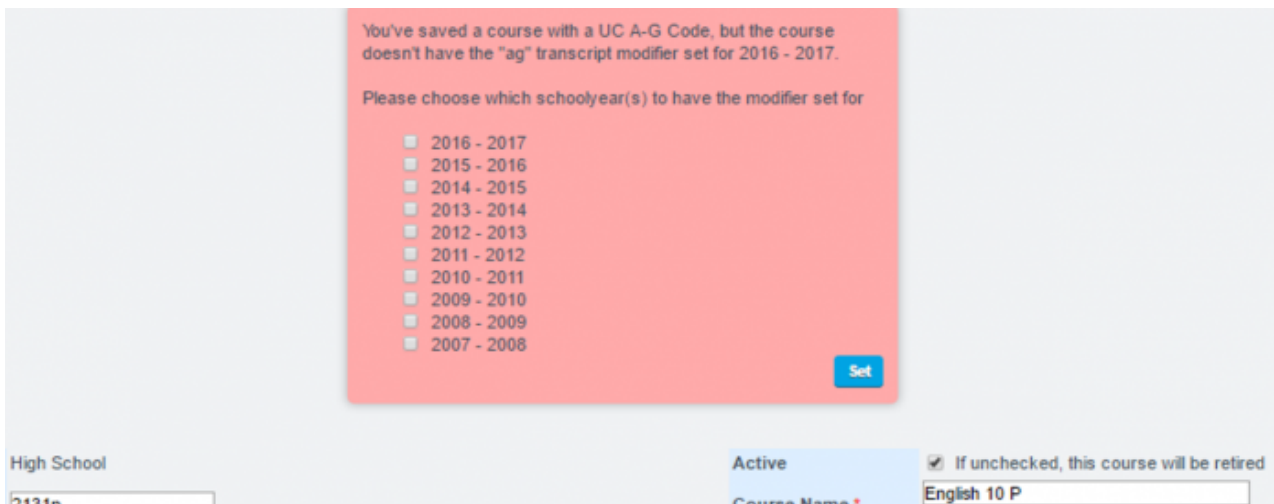 You've saved a course with a UC A-G Code, but the course
doesn't have the "ag" transcript modifier set for 2016 - 2017.
Please choose which schoolyear(s) to have the modifier set for
2016 - 2017
2015 - 2016
2014 - 2015
2013 - 2014
2012 - 2013
2011 - 2012
2010 - 2011
2009 - 2010
2008 - 2009
2007 - 2008
Set
High School
Active
If unchecked, this course will be retired
2131p
Course Name *
English 10 P